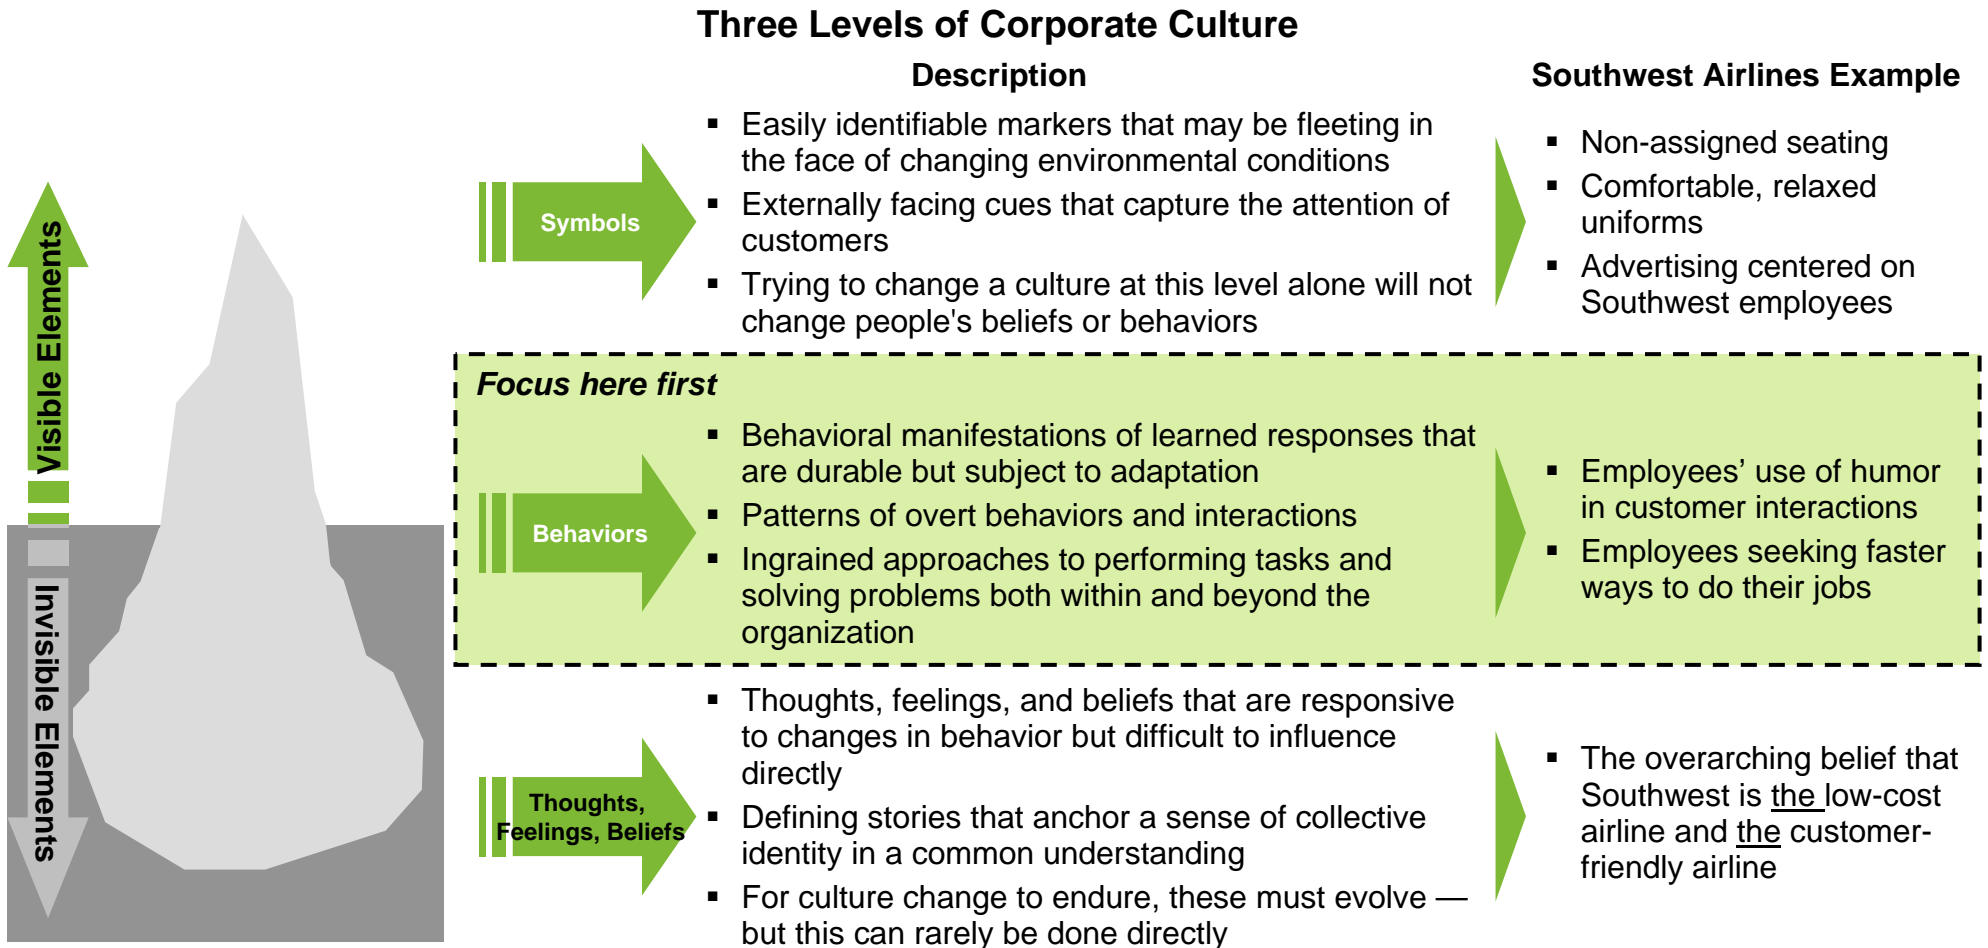 Three Levels of Corporate Culture
Description
Southwest Airlines Example
Visible Elements
Invisible Elements
Symbols
▪ Easily identifiable markers that may be fleeting in
the face of changing environmental conditions
▪ Externally facing cues that capture the attention of
customers
▪ Trying to change a culture at this level alone will not
change people's beliefs or behaviors
▪ Non-assigned seating
▪ Comfortable, relaxed
uniforms
▪ Advertising centered on
Southwest employees
Focus here first
Behaviors
▪ Behavioral manifestations of learned responses that
are durable but subject to adaptation
▪ Patterns of overt behaviors and interactions
▪ Ingrained approaches to performing tasks and
solving problems both within and beyond the
organization
▪ Employees’ use of humor
in customer interactions
▪ Employees seeking faster
ways to do their jobs
Thoughts,
Feelings, Beliefs
▪ Thoughts, feelings, and beliefs that are responsive
to changes in behavior but difficult to influence
directly
▪ Defining stories that anchor a sense of collective
identity in a common understanding
▪ For culture change to endure, these must evolve —
but this can rarely be done directly
▪ The overarching belief that
Southwest is the low-cost
airline and the customer-
friendly airline